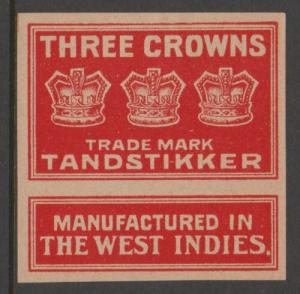 THREE CROWNS
TRADE MARK
TANDSTIKKER
MANUFACTURED IN
THE WEST INDIES.